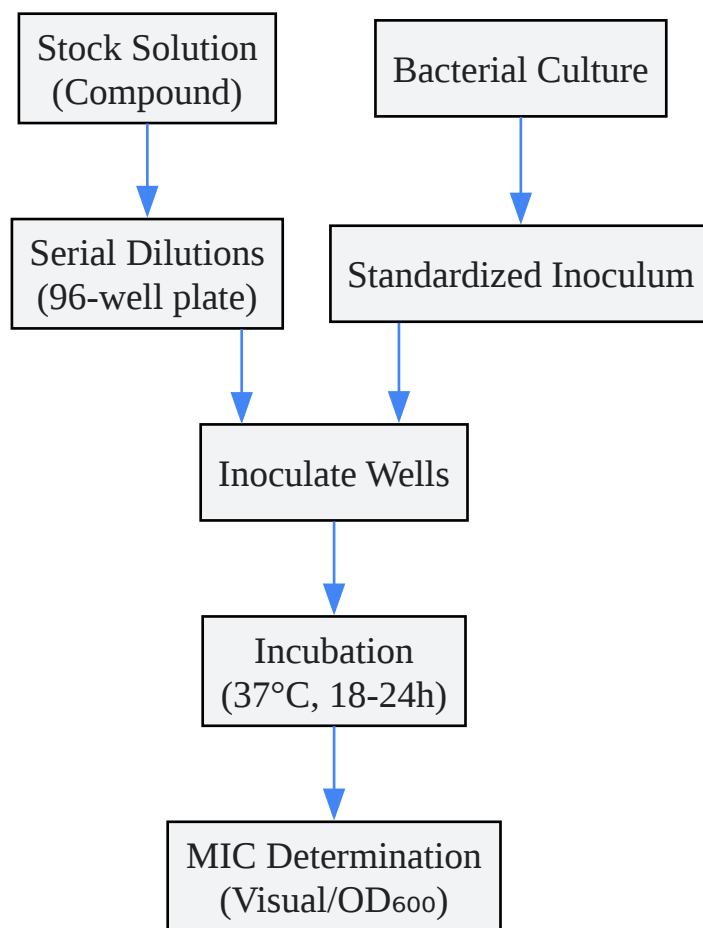 Stock Solution
(Compound)
Bacterial Culture
Serial Dilutions
(96-well plate)
Standardized Inoculum
Inoculate Wells
Incubation
(37°C, 18-24h)
MIC Determination
(Visual/OD₆₀₀)